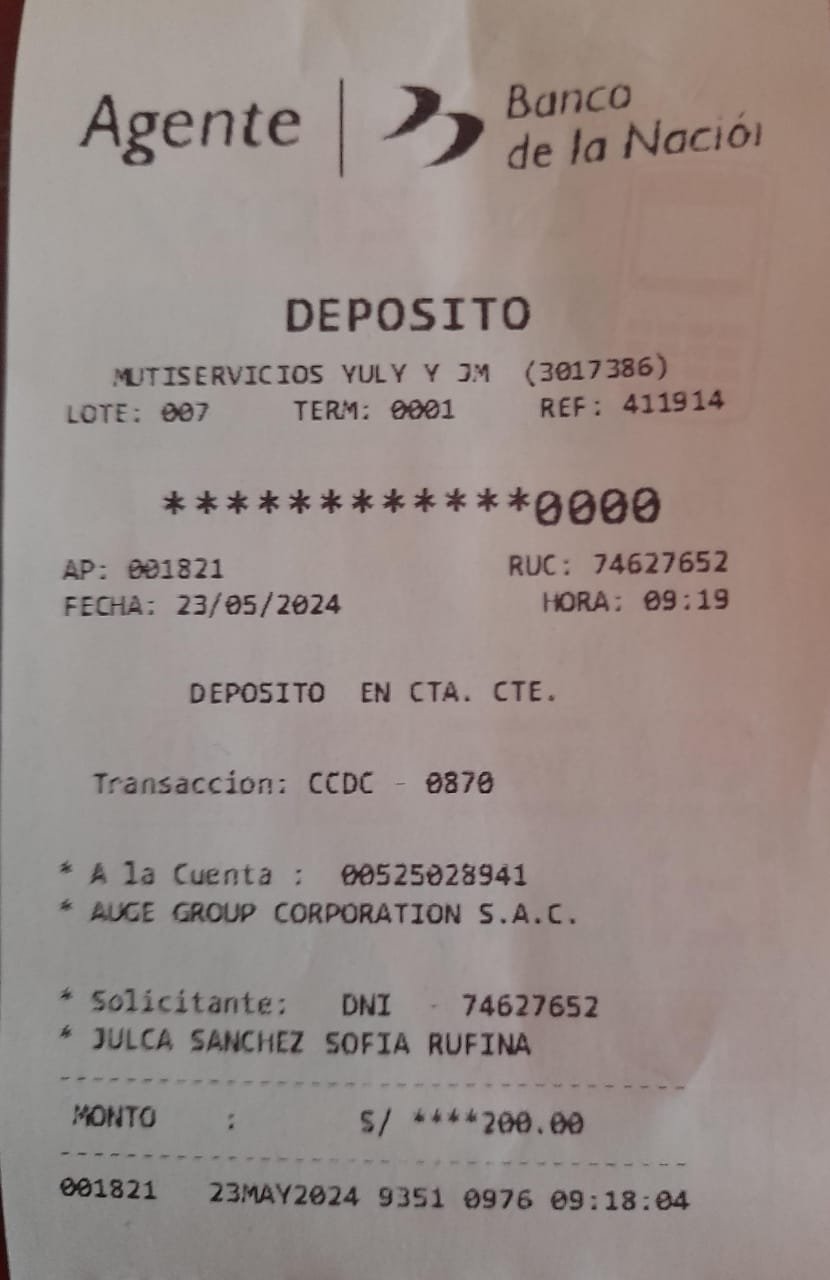 Agente | Banco
de la Nación
DEPOSITO
MUTISERVICIOS YULY Y JM (3017386)
LOTE: 007 TERM: 0001 REF: 411914
************0000
AP: 001821 RUC: 74627652
FECHA: 23/05/2024 HORA: 09:19
DEPOSITO EN CTA. CTE.
Transaccion: CCDC - 0870
* A la Cuenta : 00525028941
* AUGE GROUP CORPORATION S.A.C.
* Solicitante: DNI - 74627652
* JULCA SANCHEZ SOFIA RUFINA
MONTO : S/ ****200.00
001821 23MAY2024 9351 0976 09:18:04